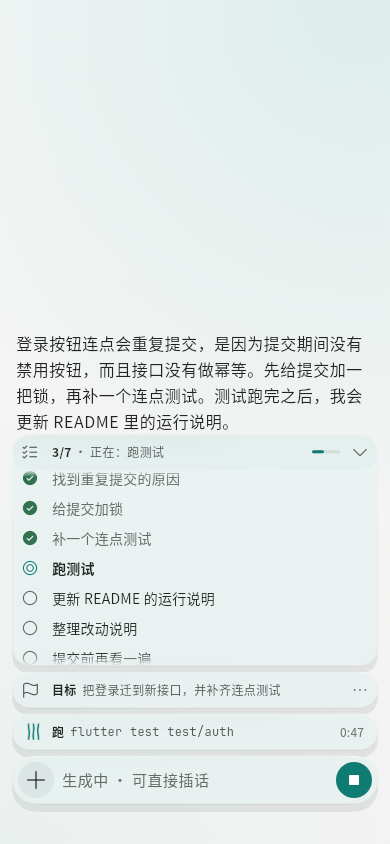 登录按钮连点会重复提交，是因为提交期间没有
禁用按钮，而且接口没有做幂等。先给提交加一
把锁，再补一个连点测试。测试跑完之后，我会
更新 README 里的运行说明。
3/7 · 正在：跑测试
找到重复提交的原因
给提交加锁
补一个连点测试
跑测试
更新 README 的运行说明
整理改动说明
提交前再看一遍
目标 把登录迁到新接口，并补齐连点测试 ···
跑 flutter test test/auth 0:47
生成中 · 可直接插话